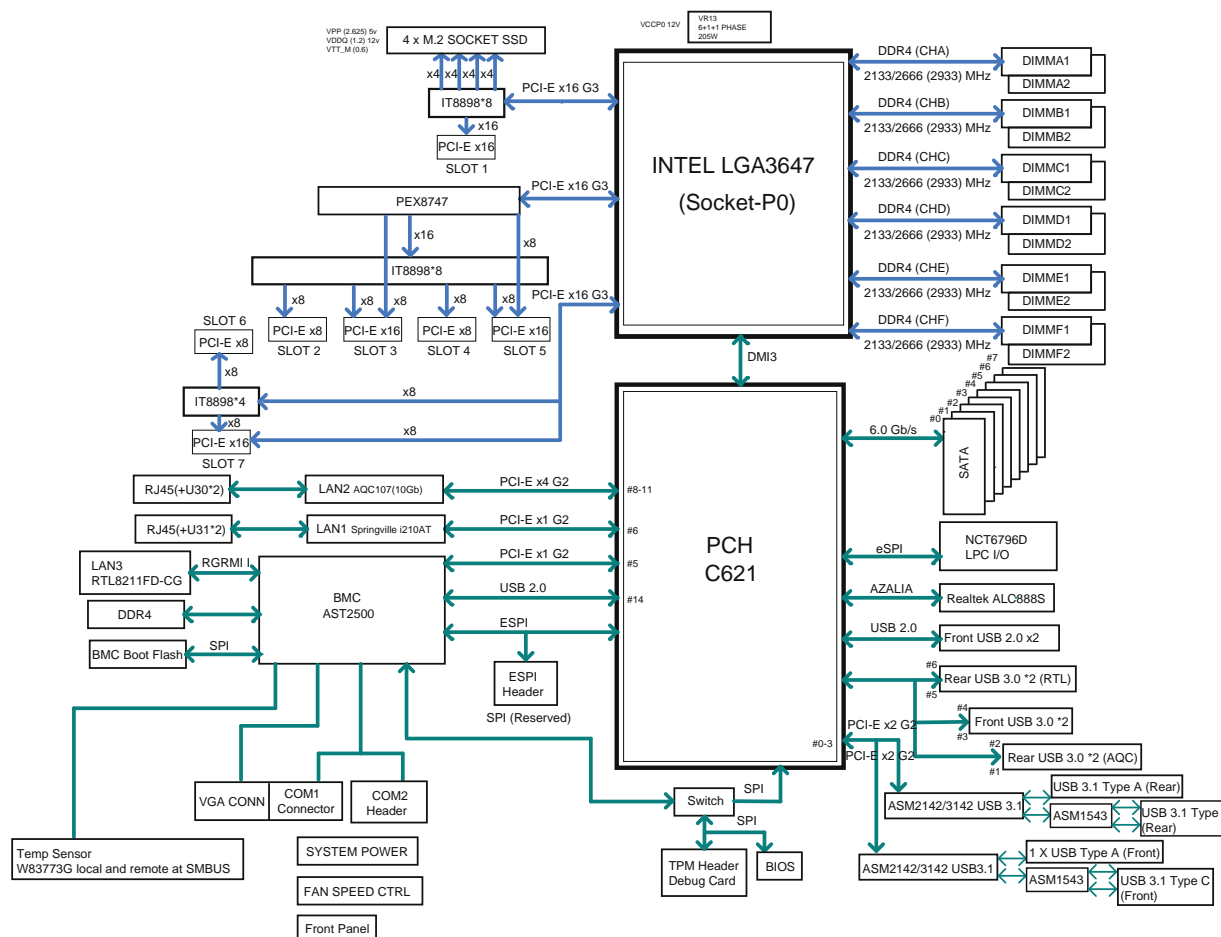 VCCP0 12V
VR13
6+1+1 PHASE
205W
VPP (2.625) 5v
VDDQ (1.2) 12v
VTT_M (0.6)
4 x M.2 SOCKET SSD
x4 x4 x4 x4
IT8898*8
PCI-E x16 G3
x16
PCI-E x16
SLOT 1
INTEL LGA3647
(Socket-P0)
DDR4 (CHA)
2133/2666 (2933) MHz
DIMMA1
DIMMA2
DDR4 (CHB)
2133/2666 (2933) MHz
DIMMB1
DIMMB2
DDR4 (CHC)
2133/2666 (2933) MHz
DIMMC1
DIMMC2
DDR4 (CHD)
2133/2666 (2933) MHz
DIMMD1
DIMMD2
DDR4 (CHE)
2133/2666 (2933) MHz
DIMME1
DIMME2
DDR4 (CHF)
2133/2666 (2933) MHz
DIMMF1
DIMMF2
PEX8747
PCI-E x16 G3
x16
x8
IT8898*8
PCI-E x16 G3
x8
x8
x8
x8
x8
PCI-E x8
PCI-E x16
PCI-E x8
PCI-E x16
SLOT 2
SLOT 3
SLOT 4
SLOT 5
SLOT 6
PCI-E x8
x8
IT8898*4
x8
x8
PCI-E x16
x8
SLOT 7
DMI3
PCH
C621
#0
#1
#2
#3
#4
#5
#6
#7
6.0 Gb/s
SATA
RJ45(+U30*2)
LAN2 AQC107(10Gb)
PCI-E x4 G2
#8-11
RJ45(+U31*2)
LAN1 Springville i210AT
PCI-E x1 G2
#6
LAN3
RTL8211FD-CG
RGRMI I
BMC
AST2500
PCI-E x1 G2
#5
USB 2.0
#14
ESPI
DDR4
BMC Boot Flash
SPI
ESPI
Header
SPI (Reserved)
eSPI
NCT6796D
LPC I/O
AZALIA
Realtek ALC888S
USB 2.0
Front USB 2.0 x2
#6
#5
Rear USB 3.0 *2 (RTL)
#4
#3
Front USB 3.0 *2
#2
#1
Rear USB 3.0 *2 (AQC)
#0-3
PCI-E x2 G2
PCI-E x2 G2
ASM2142/3142 USB 3.1
USB 3.1 Type A (Rear)
ASM1543
USB 3.1 Type
(Rear)
ASM2142/3142 USB3.1
1 X USB Type A (Front)
ASM1543
USB 3.1 Type C
(Front)
VGA CONN
COM1
Connector
COM2
Header
Switch
SPI
SPI
TPM Header
Debug Card
BIOS
Temp Sensor
W83773G local and remote at SMBUS
SYSTEM POWER
FAN SPEED CTRL
Front Panel